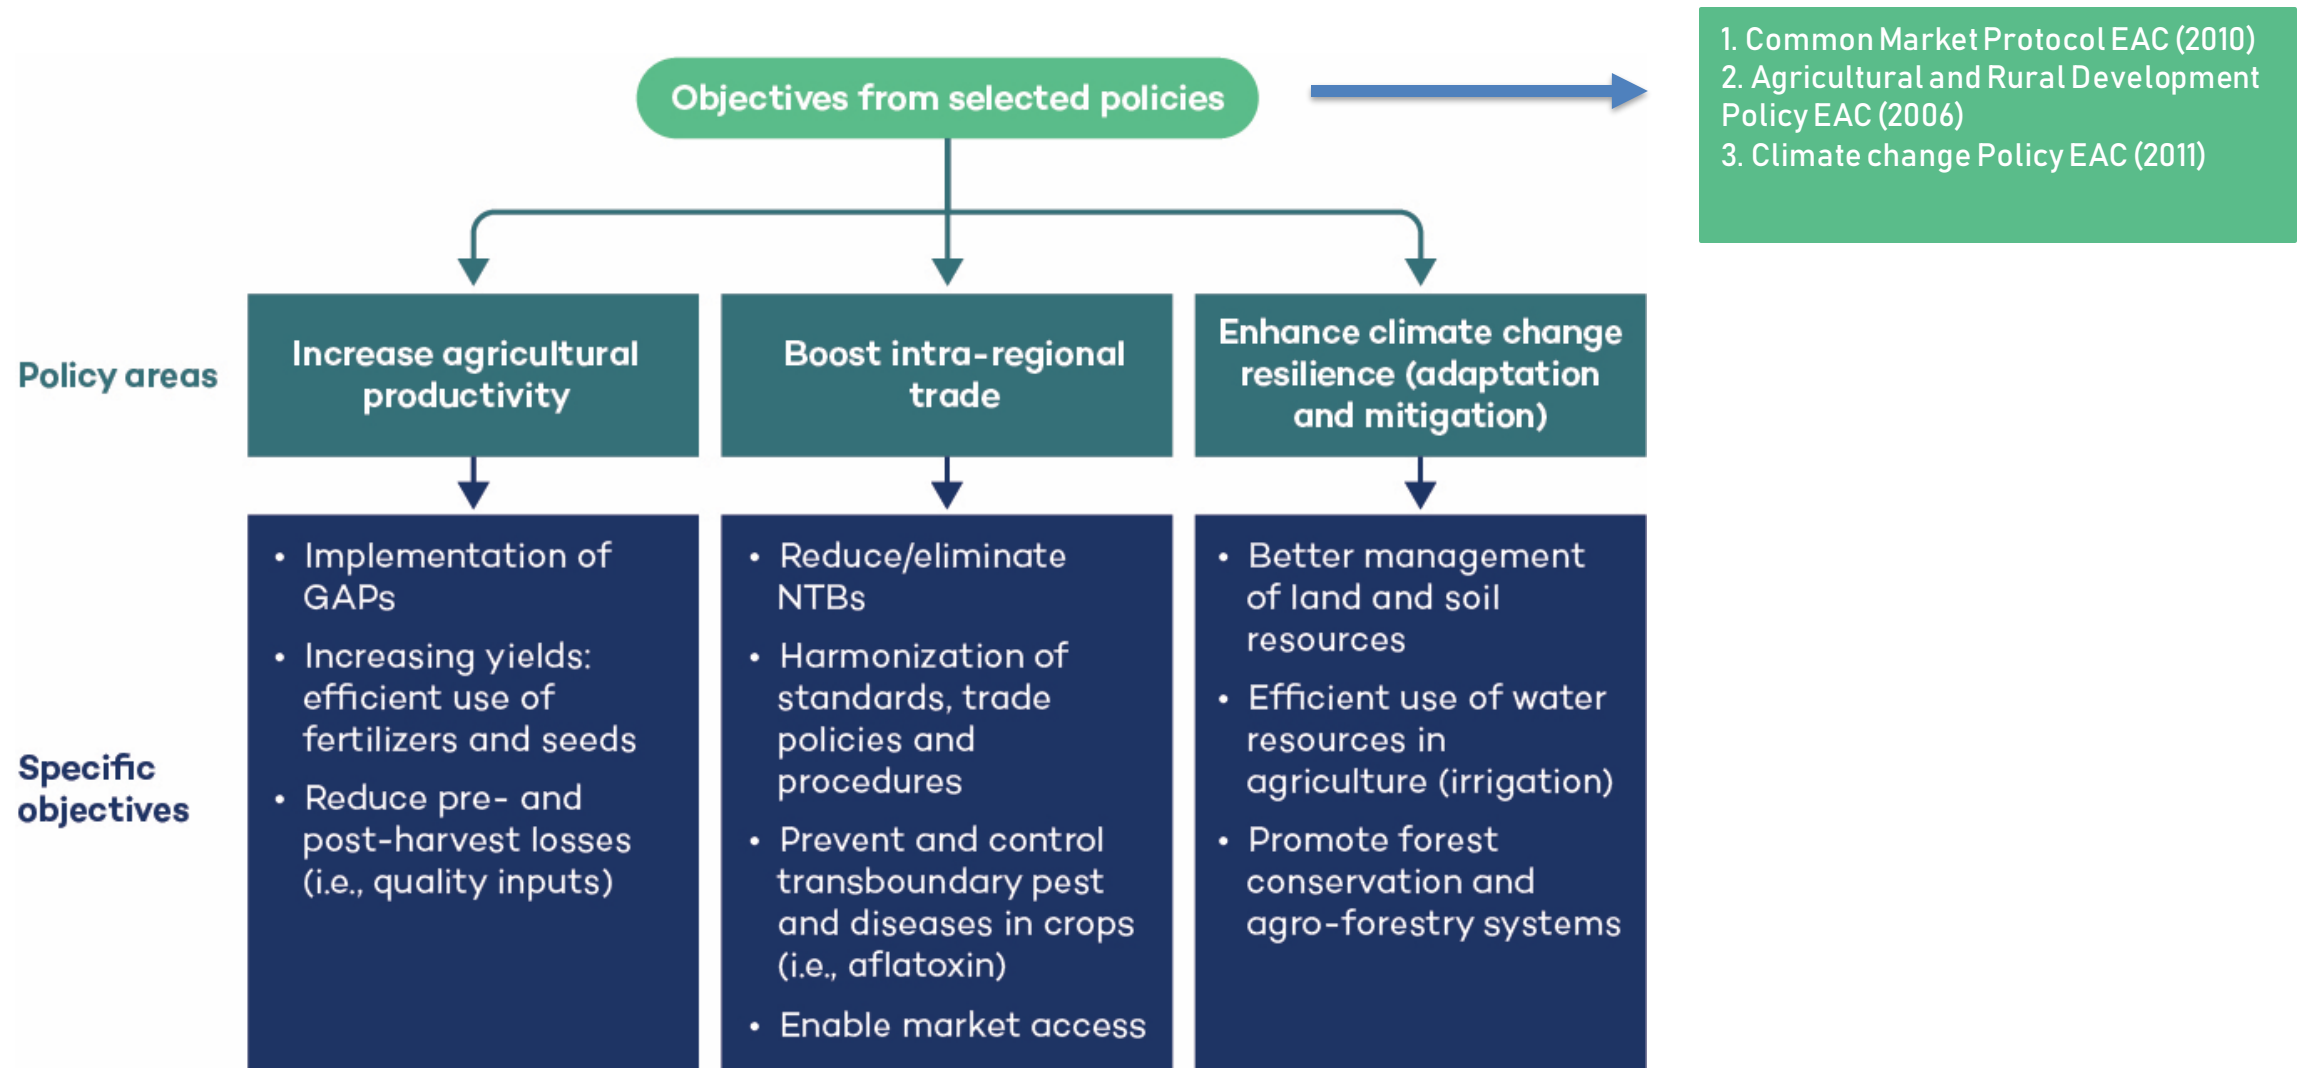 Objectives from selected policies
1. Common Market Protocol EAC (2010)
2. Agricultural and Rural Development
Policy EAC (2006)
3. Climate change Policy EAC (2011)
Policy areas
Increase agricultural
productivity
Boost intra-regional
trade
Enhance climate change
resilience (adaptation
and mitigation)
Specific
objectives
• Implementation of
GAPs
• Increasing yields:
efficient use of
fertilizers and seeds
• Reduce pre- and
post-harvest losses
(i.e., quality inputs)
• Reduce/eliminate
NTBs
• Harmonization of
standards, trade
policies and
procedures
• Prevent and control
transboundary pest
and diseases in crops
(i.e., aflatoxin)
• Enable market access
• Better management
of land and soil
resources
• Efficient use of water
resources in
agriculture (irrigation)
• Promote forest
conservation and
agro-forestry systems